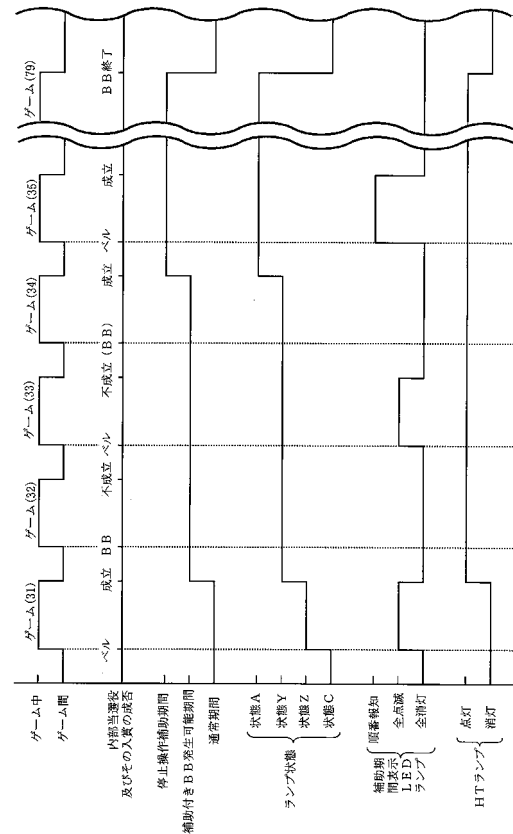 ゲーム(31)
ゲーム(32)
ゲーム(33)
ゲーム(34)
ゲーム(35)
ゲーム(79)
ゲーム中
ゲーム間
内部当選役
及びその入賞の成否
ベル
成立
BB
不成立
ベル
不成立
(BB)
成立
ベル
成立
BB終了
停止操作補助期間
補助付きBB発生可能期間
通常期間
ランプ状態
状態A
状態Y
状態Z
状態C
補助期
間表示
LED
ランプ
順番報知
全点滅
全消灯
HTランプ
点灯
消灯